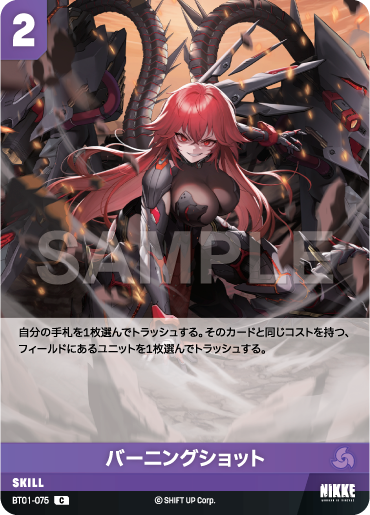 2
SAMPLE
自分の手札を1枚選んでトラッシュする。そのカードと同じコストを持つ、
フィールドにあるユニットを1枚選んでトラッシュする。
バーニングショット
SKILL
BT01-075 C
© SHIFT UP Corp.
NIKKE